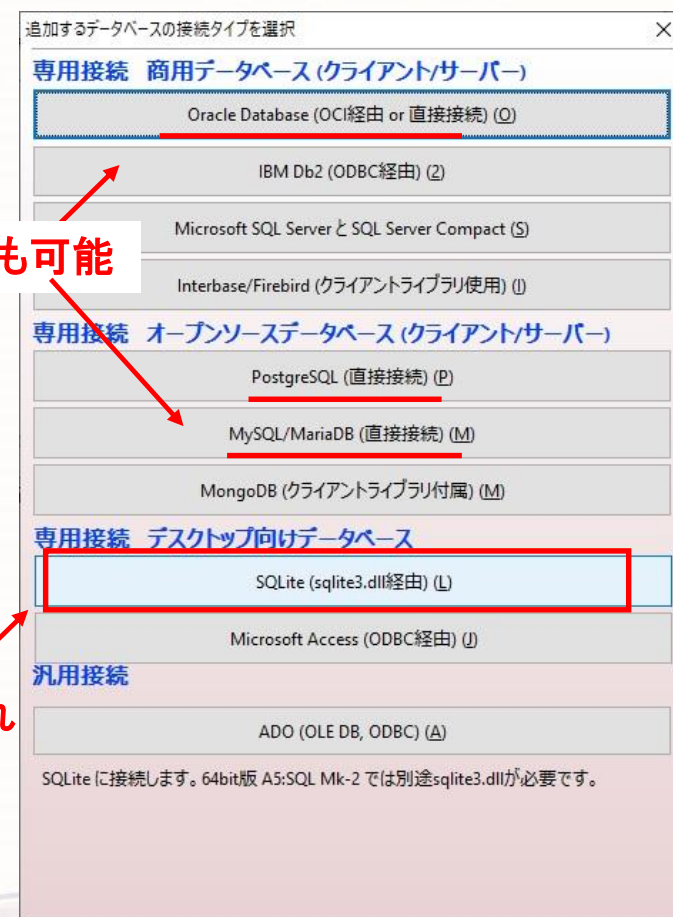 追加するデータベースの接続タイプを選択
専用接続 商用データベース (クライアント/サーバー)
Oracle Database (OCI経由 or 直接接続) (O)
IBM Db2 (ODBC経由) (2)
Microsoft SQL Server と SQL Server Compact (S)
も可能
Interbase/Firebird (クライアントライブラリ使用) (I)
専用接続 オープンソースデータベース (クライアント/サーバー)
PostgreSQL (直接接続) (P)
MySQL/MariaDB (直接接続) (M)
MongoDB (クライアントライブラリ付属) (M)
専用接続 デスクトップ向けデータベース
SQLite (sqlite3.dll経由) (L)
Microsoft Access (ODBC経由) (J)
汎用接続
れ
ADO (OLE DB, ODBC) (A)
SQLite に接続します。64bit版 A5:SQL Mk-2 では別途sqlite3.dllが必要です。